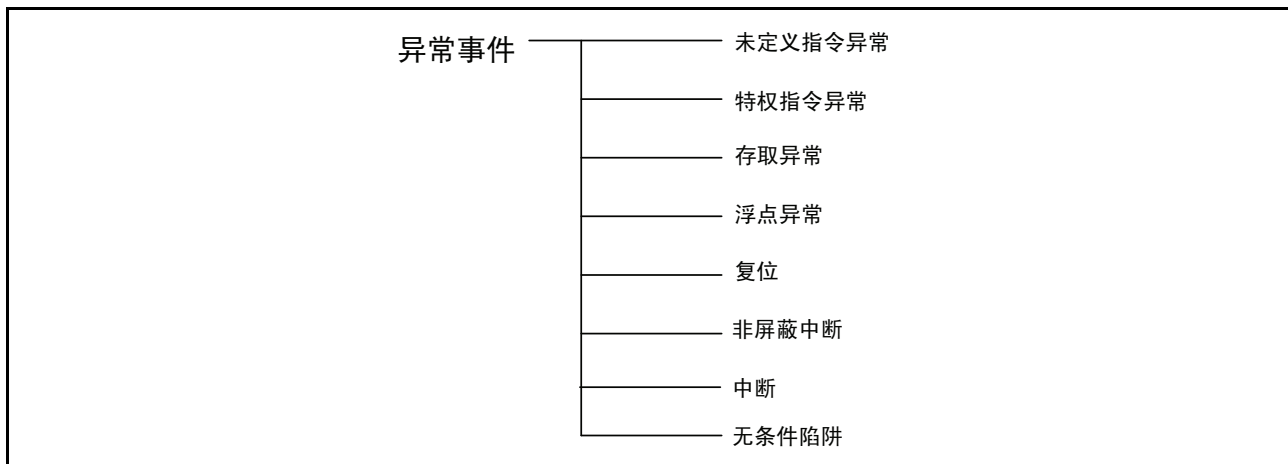 异常事件
未定义指令异常
特权指令异常
存取异常
浮点异常
复位
非屏蔽中断
中断
无条件陷阱